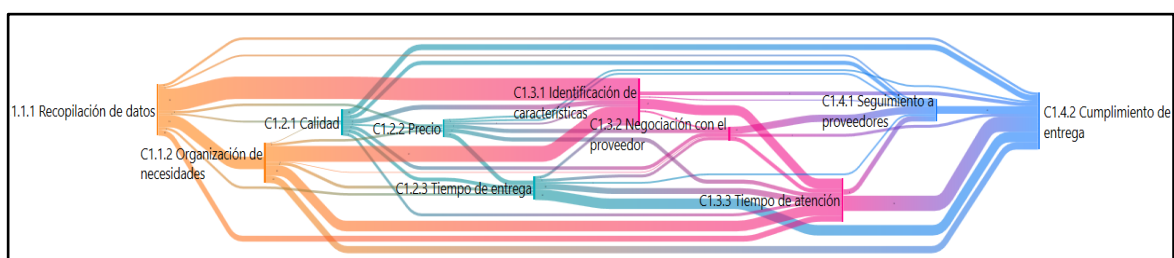 1.1.1 Recopilación de datos
C1.1.2 Organización de
necesidades
C1.2.1 Calidad
C1.2.2 Precio
C1.2.3 Tiempo de entrega
C1.3.1 Identificación de
características
C1.3.2 Negociación con el
proveedor
C1.3.3 Tiempo de atención
C1.4.1 Seguimiento a
proveedores
C1.4.2 Cumplimiento de
entrega